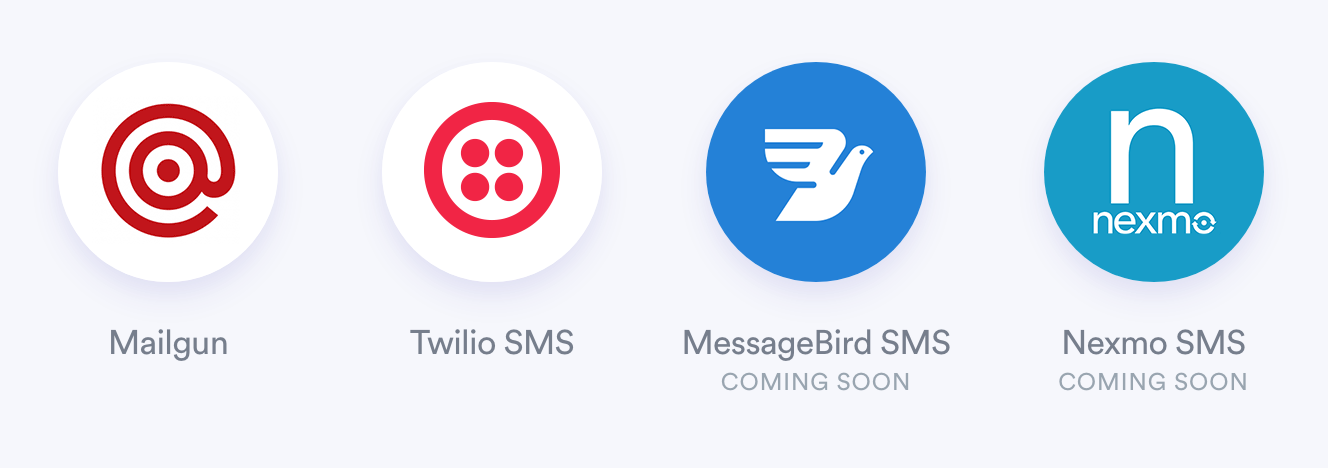 n
nexmo
Mailgun
Twilio SMS
MessageBird SMS
Nexmo SMS
COMING SOON
COMING SOON